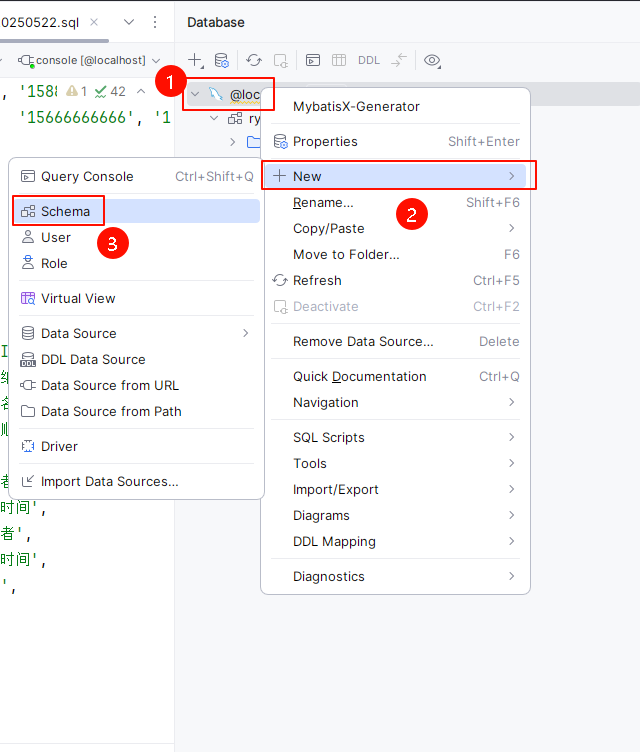 0250522.sql
Database
console [@localhost]
DDL
, '1588
1
42
'15666666666', '1
1
@loc
ry
MybatisX-Generator
Properties Shift+Enter
New
Rename... Shift+F6
2
Copy/Paste
Move to Folder... F6
Refresh Ctrl+F5
Deactivate Ctrl+F2
Remove Data Source... Delete
Quick Documentation Ctrl+Q
Navigation
SQL Scripts
Tools
Import/Export
Diagrams
DDL Mapping
Diagnostics
Query Console Ctrl+Shift+Q
Schema
User
3
Role
Virtual View
Data Source
DDL Data Source
Data Source from URL
Data Source from Path
Driver
Import Data Sources...
时间',
者',
时间',
',